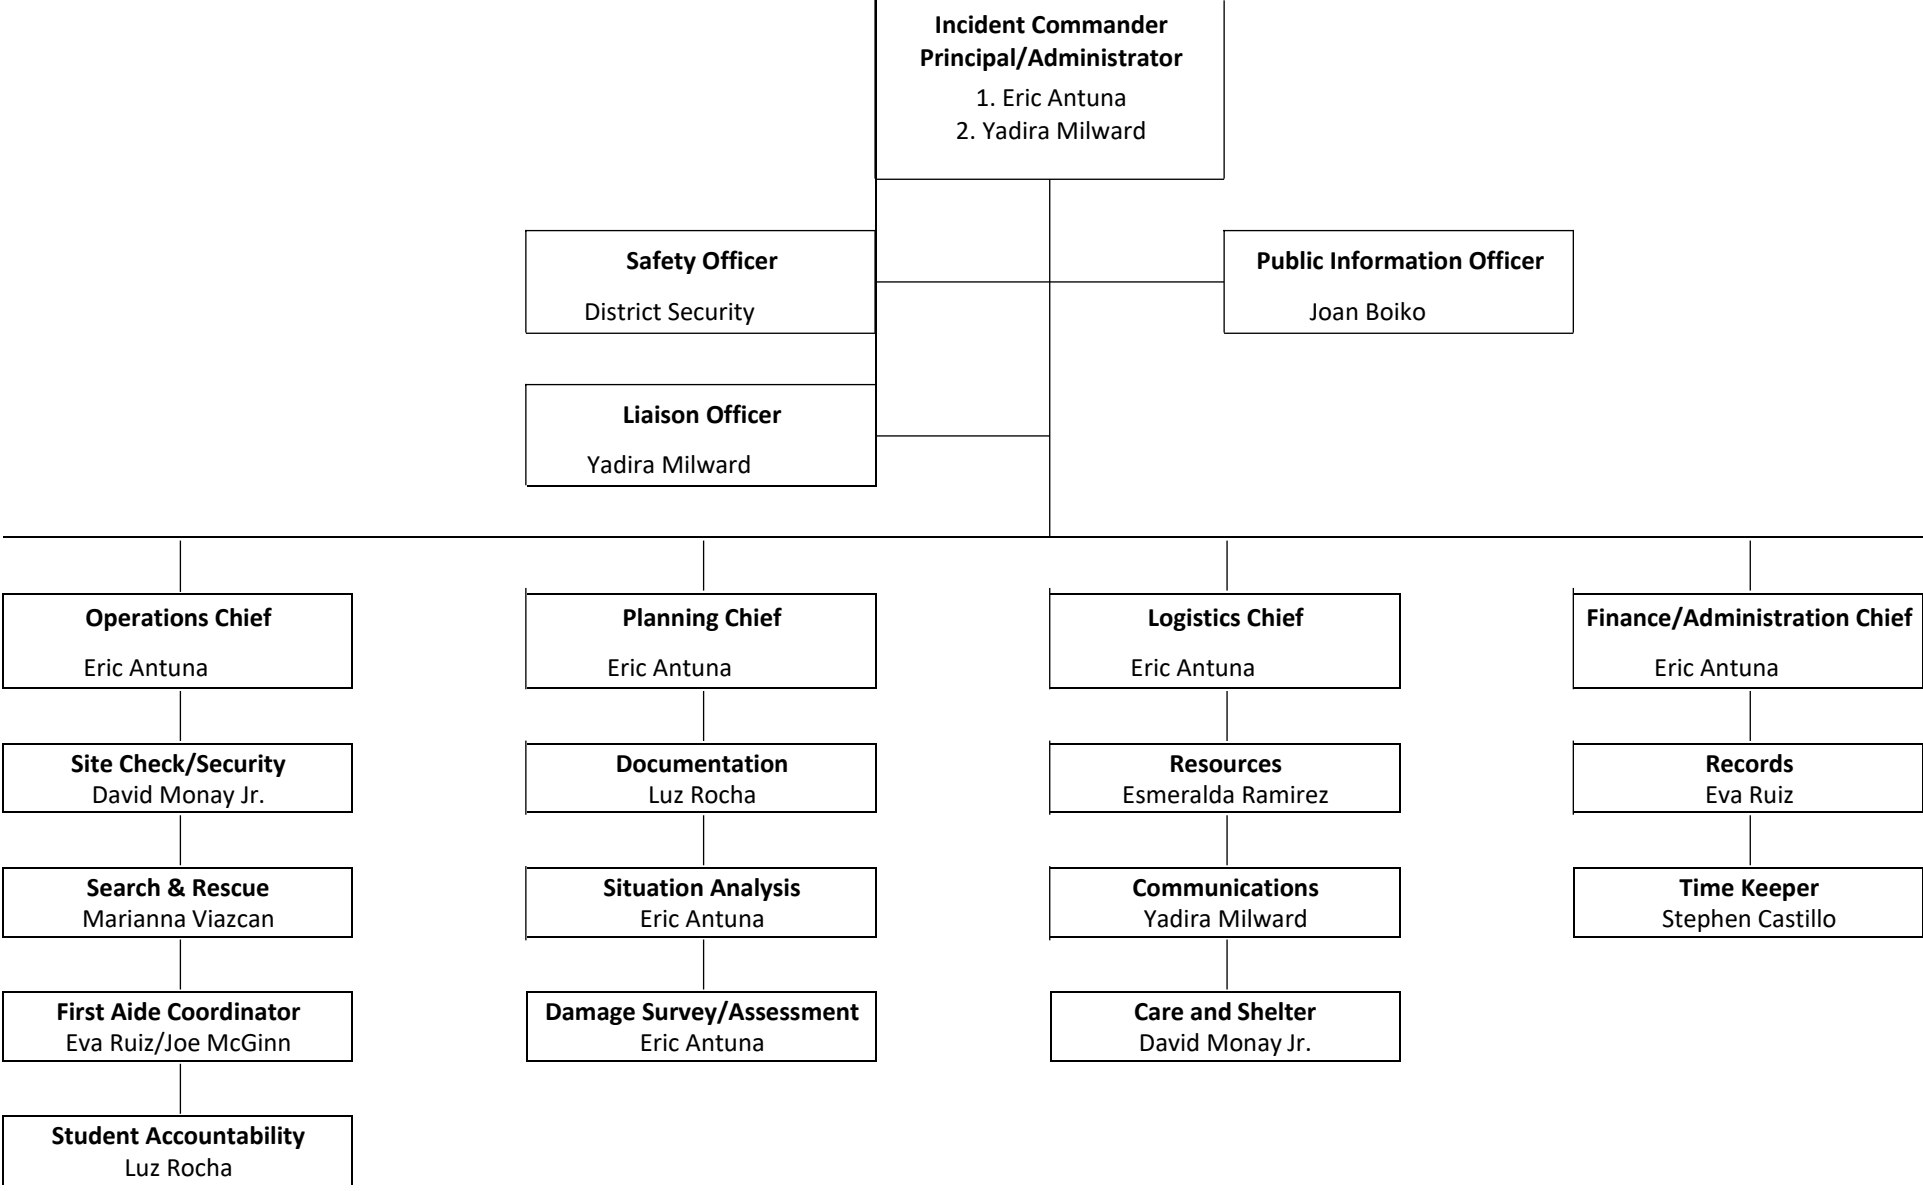 Incident Commander
Principal/Administrator
1. Eric Antuna
2. Yadira Milward
Safety Officer
District Security
Public Information Officer
Joan Boiko
Liaison Officer
Yadira Milward
Operations Chief
Eric Antuna
Planning Chief
Eric Antuna
Logistics Chief
Eric Antuna
Finance/Administration Chief
Eric Antuna
Site Check/Security
David Monay Jr.
Documentation
Luz Rocha
Resources
Esmeralda Ramirez
Records
Eva Ruiz
Search & Rescue
Marianna Viazcan
Situation Analysis
Eric Antuna
Communications
Yadira Milward
Time Keeper
Stephen Castillo
First Aide Coordinator
Eva Ruiz/Joe McGinn
Damage Survey/Assessment
Eric Antuna
Care and Shelter
David Monay Jr.
Student Accountability
Luz Rocha